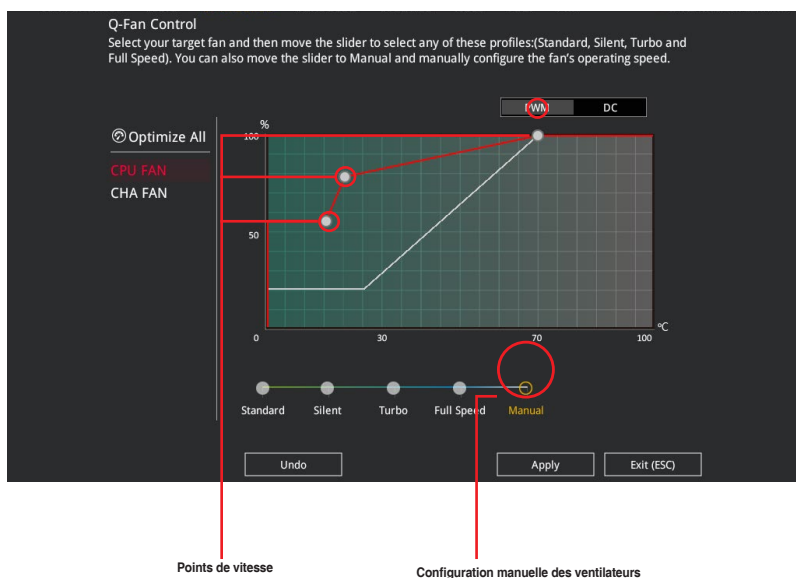 Q-Fan Control
Select your target fan and then move the slider to select any of these profiles:(Standard, Silent, Turbo and
Full Speed). You can also move the slider to Manual and manually configure the fan's operating speed.
PWM DC
Optimize All
CPU FAN
CHA FAN
%
100
50
0 30 70 100
ºC
Standard Silent Turbo Full Speed Manual
Undo Apply Exit (ESC)
Points de vitesse
Configuration manuelle des ventilateurs